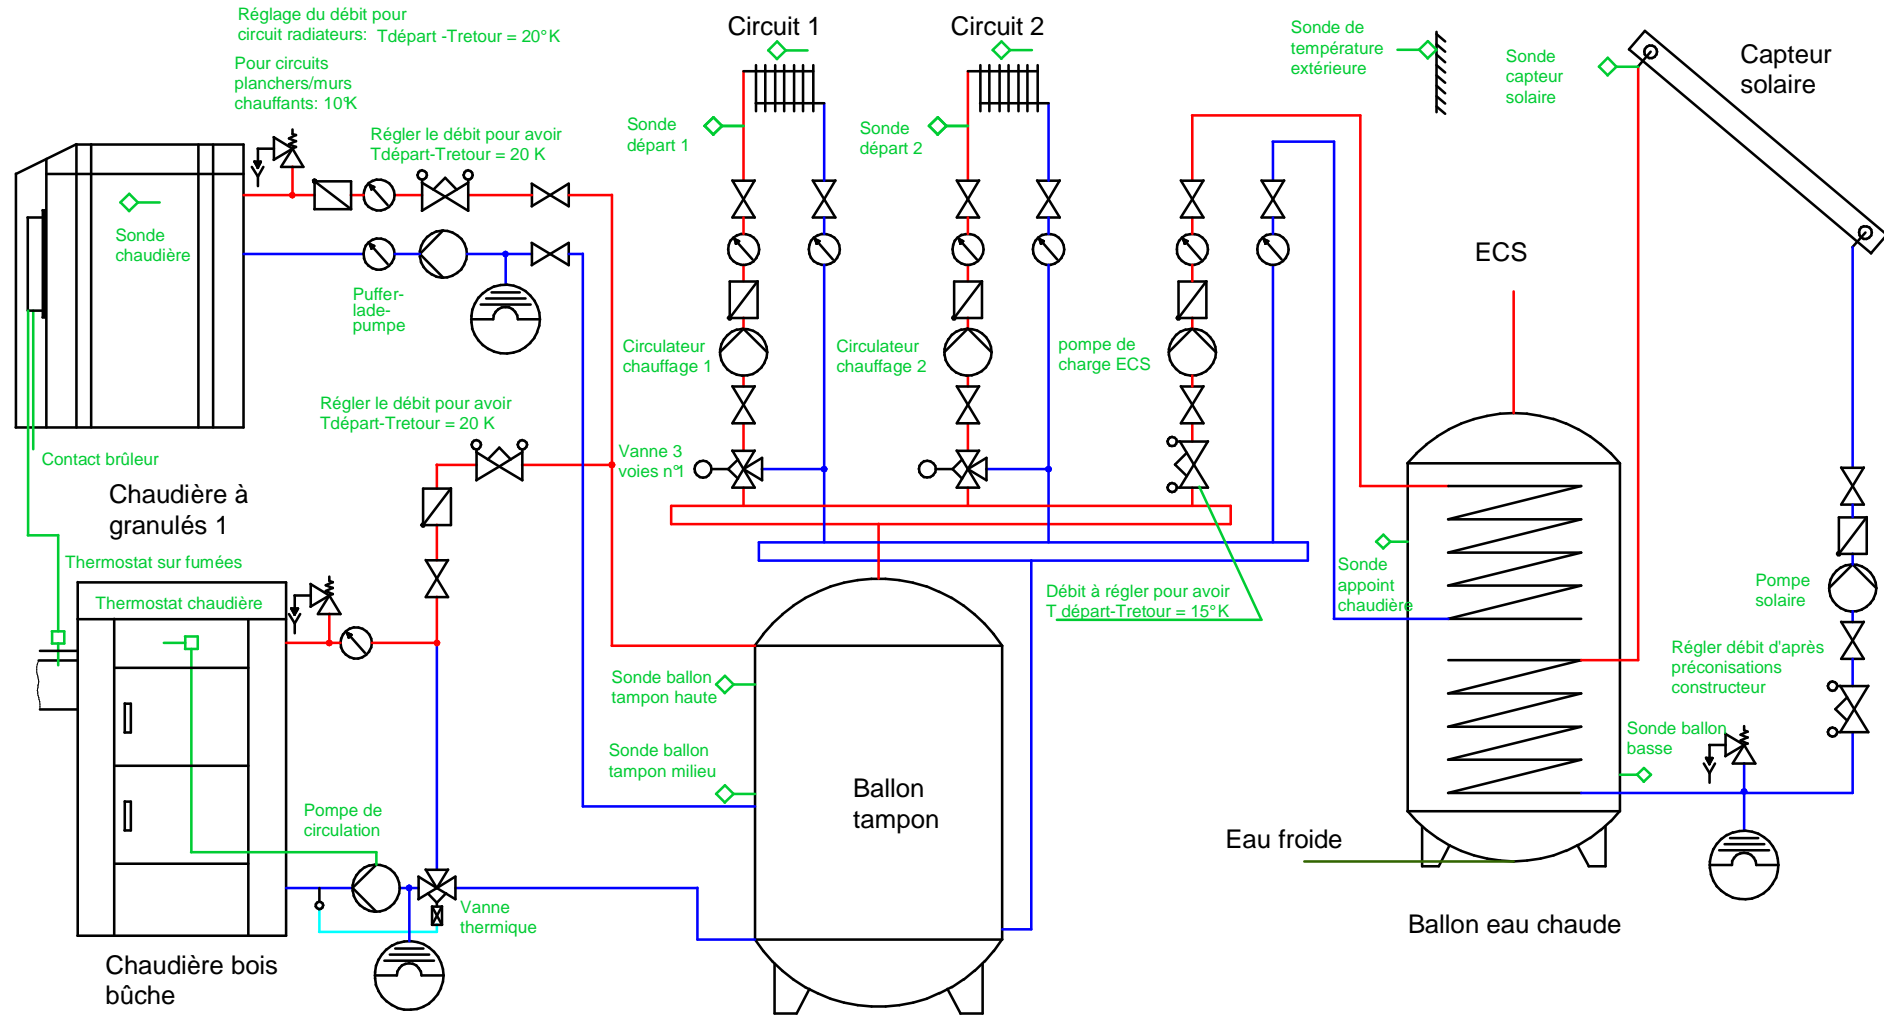 Réglage du débit pour
circuit radiateurs: Tdépart -Tretour = 20°K
Pour circuits
planchers/murs
chauffants: 10°K
Régler le débit pour avoir
Tdépart-Tretour = 20 K
Sonde
chaudière
Puffer-
lade-
pumpe
Contact brûleur
Chaudière à
granulés 1
Régler le débit pour avoir
Tdépart-Tretour = 20 K
Thermostat sur fumées
Thermostat chaudière
Pompe de
circulation
Vanne
thermique
Chaudière bois
bûche
Circuit 1
Sonde
départ 1
Circulateur
chauffage 1
Vanne 3
voies n°1
Circuit 2
Sonde
départ 2
Circulateur
chauffage 2
pompe de
charge ECS
Débit à régler pour avoir
T départ-Tretour = 15°K
Sonde ballon
tampon haute
Sonde ballon
tampon milieu
Ballon
tampon
Sonde de
température
extérieure
Sonde
capteur
solaire
Capteur
solaire
ECS
Sonde
appoint
chaudière
Pompe
solaire
Régler débit d'après
préconisations
constructeur
Sonde ballon
basse
Eau froide
Ballon eau chaude